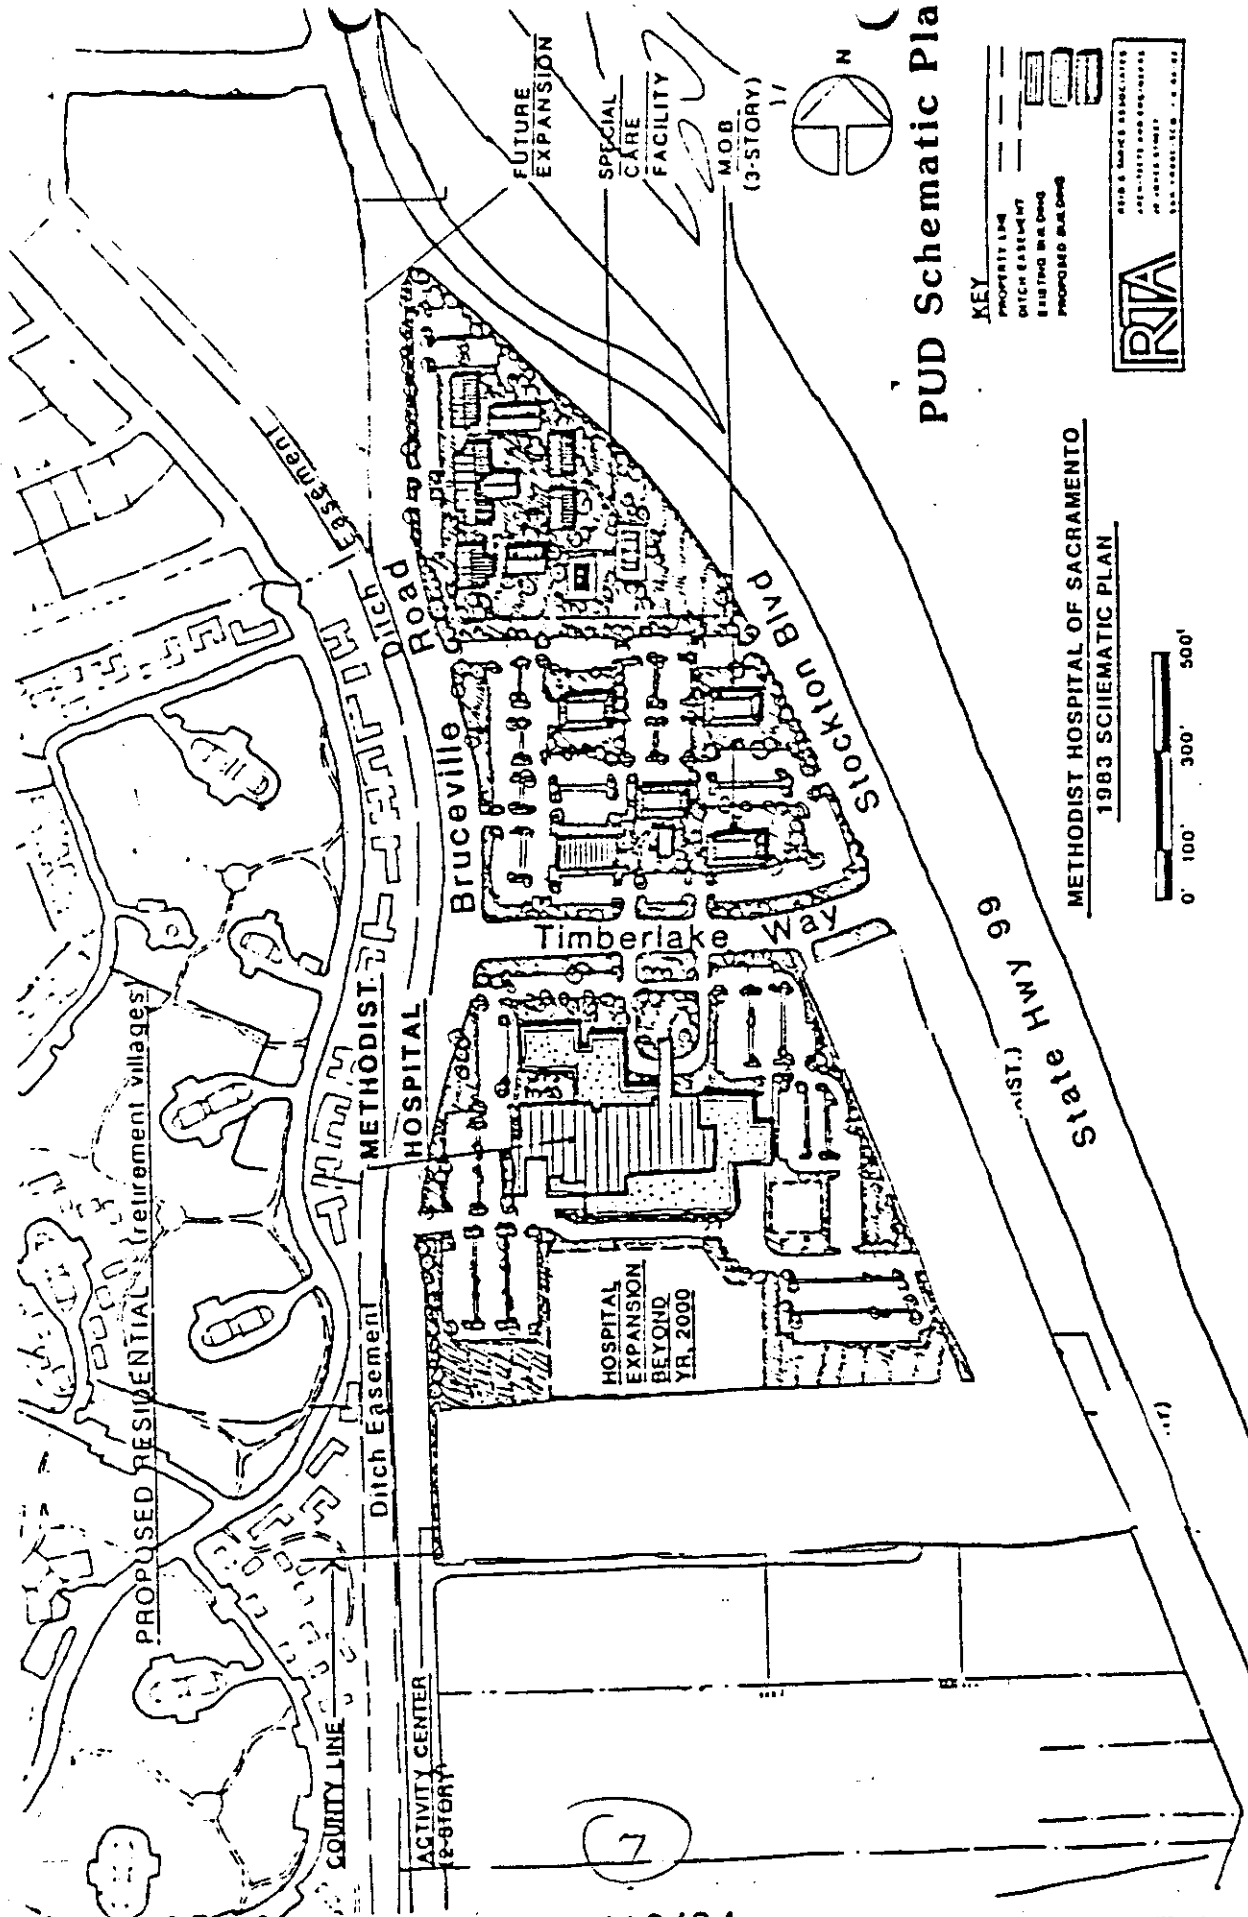 PROPOSED RESIDENTIAL (retirement villages)
Easement
Ditch
Road
Bruceville
METHODIST
HOSPITAL
Ditch Easement
COUNTY LINE
ACTIVITY CENTER
(2-STORY)
Timberlake Way
HOSPITAL
EXPANSION
BEYOND
YR. 2000
Stockton Blvd
State Hwy 99
FUTURE
EXPANSION
SPECIAL
CARE
FACILITY
MOB
(3-STORY)
N
PUD Schematic Pla
KEY
PROPERTY LINE
DITCH EASEMENT
EXISTING BUILDING
PROPOSED BUILDING
RTA
METHODIST HOSPITAL OF SACRAMENTO
1983 SCHEMATIC PLAN
0' 100' 300' 500'
7